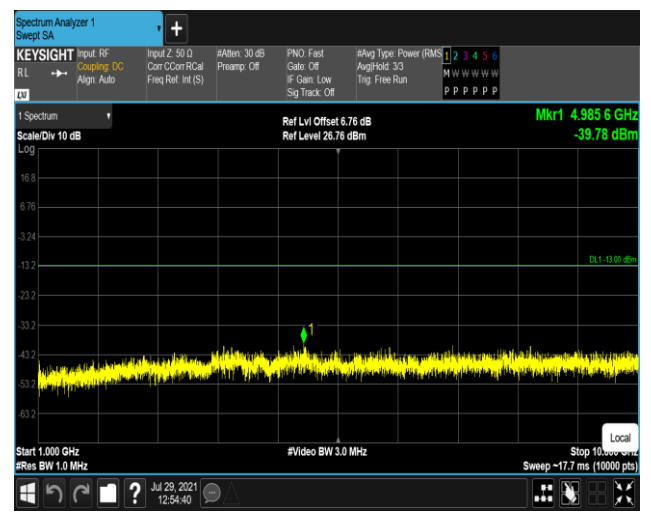 Spectrum Analyzer 1
Swept SA
+
KEYSIGHT
RL
LXI
Input: RF
Coupling: DC
Align: Auto
Input Z: 50 Ω
Corr CCorr RCal
Freq Ref: Int (S)
#Atten: 30 dB
Preamp: Off
PNO: Fast
Gate: Off
IF Gain: Low
Sig Track: Off
#Avg Type: Power (RMS
Avg|Hold: 3/3
Trig: Free Run
1 2 3 4 5 6
M W W W W W
P P P P P P
1 Spectrum
Scale/Div 10 dB
Log
Ref Lvl Offset 6.76 dB
Ref Level 26.76 dBm
Mkr1 4.985 6 GHz
-39.78 dBm
16.8
6.76
-3.24
-13.2
DL1 -13.00 dBm
-23.2
-33.2
1
-43.2
-53.2
-63.2
Local
Start 1.000 GHz
#Video BW 3.0 MHz
Stop 10.000 GHz
#Res BW 1.0 MHz
Sweep ~17.7 ms (10000 pts)
?
Jul 29, 2021
12:54:40